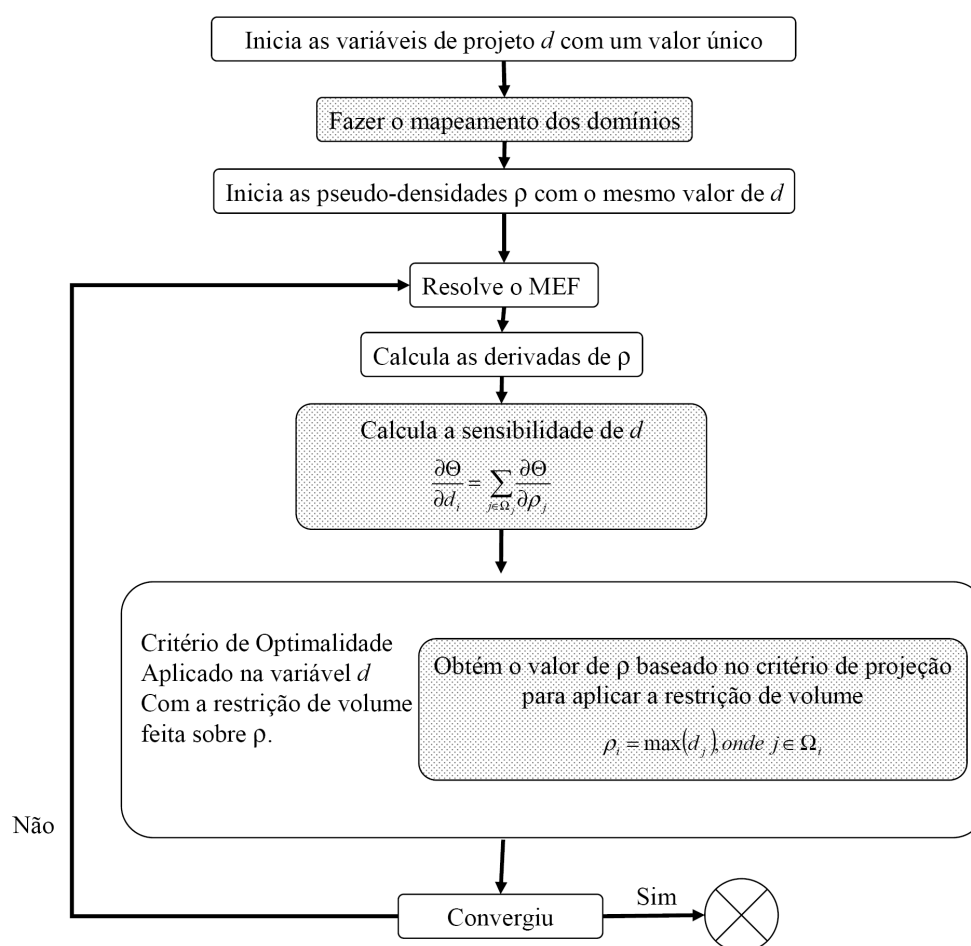 Inicia as variáveis de projeto d com um valor único
Fazer o mapeamento dos domínios
Inicia as pseudo-densidades ρ com o mesmo valor de d
Resolve o MEF
Calcula as derivadas de ρ
Calcula a sensibilidade de d
∂Θ/∂d_i = ∑_{j∈Ω_j} ∂Θ/∂ρ_j
Critério de Optimalidade
Aplicado na variável d
Com a restrição de volume
feita sobre ρ.
Obtém o valor de ρ baseado no critério de projeção
para aplicar a restrição de volume
ρ_i = max(d_j), onde j ∈ Ω_i
Não
Convergiu
Sim